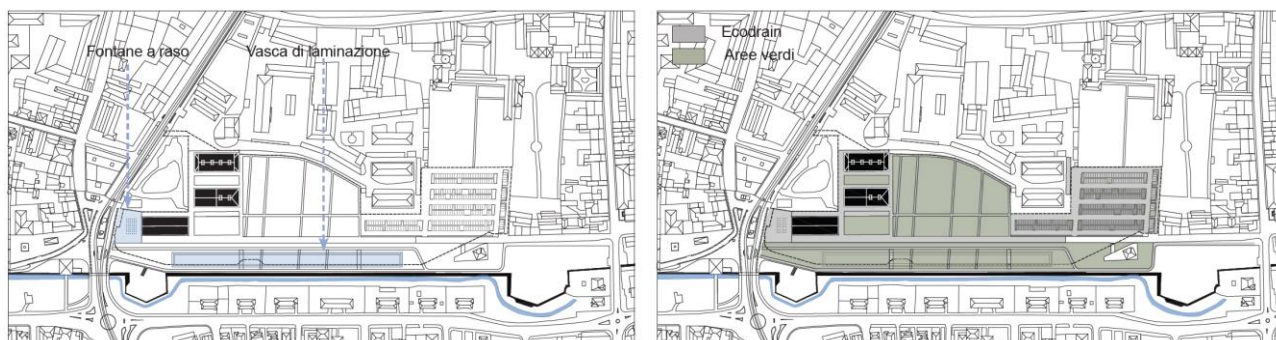 Fontane a raso
Vasca di laminazione
Ecodrain
Aree verdi